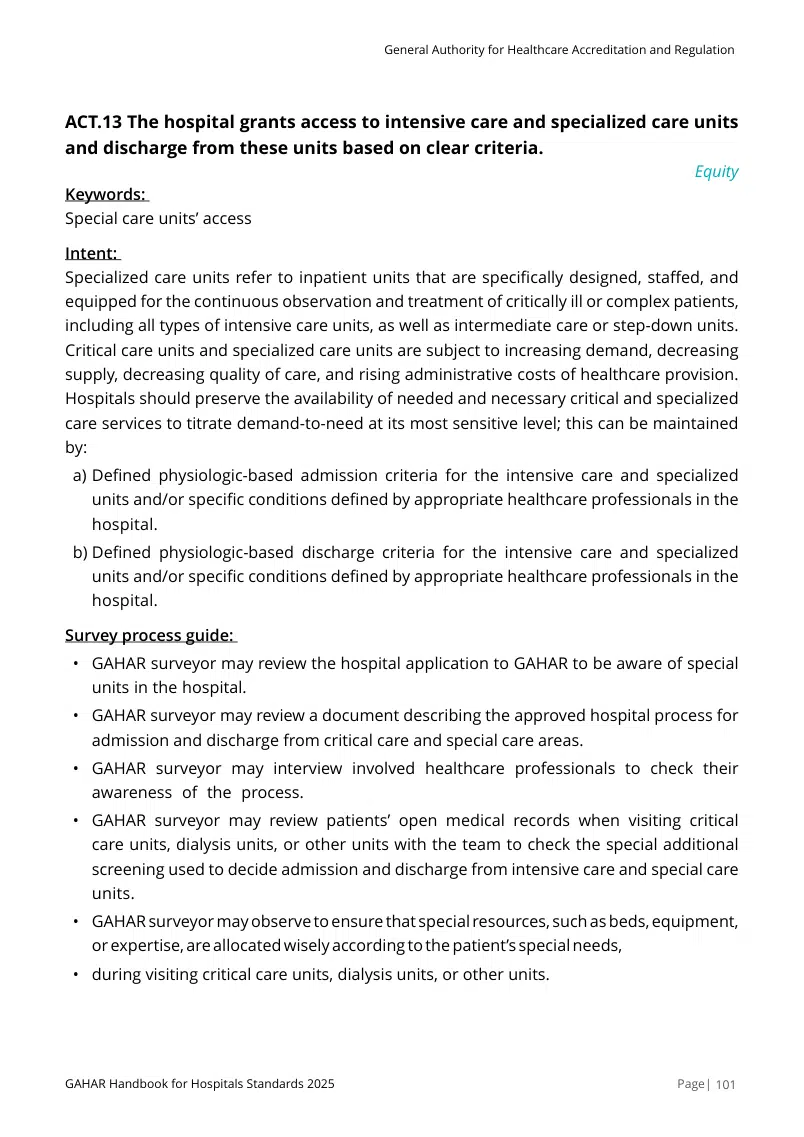 General Authority for Healthcare Accreditation and Regulation
ACT.13 The hospital grants access to intensive care and specialized care units
and discharge from these units based on clear criteria.
Equity
Keywords:
Special care units’ access
Intent:
Specialized care units refer to inpatient units that are specifically designed, staffed, and
equipped for the continuous observation and treatment of critically ill or complex patients,
including all types of intensive care units, as well as intermediate care or step-down units.
Critical care units and specialized care units are subject to increasing demand, decreasing
supply, decreasing quality of care, and rising administrative costs of healthcare provision.
Hospitals should preserve the availability of needed and necessary critical and specialized
care services to titrate demand-to-need at its most sensitive level; this can be maintained
by:
a) Defined physiologic-based admission criteria for the intensive care and specialized
units and/or specific conditions defined by appropriate healthcare professionals in the
hospital.
b) Defined physiologic-based discharge criteria for the intensive care and specialized
units and/or specific conditions defined by appropriate healthcare professionals in the
hospital.
Survey process guide:
• GAHAR surveyor may review the hospital application to GAHAR to be aware of special
units in the hospital.
• GAHAR surveyor may review a document describing the approved hospital process for
admission and discharge from critical care and special care areas.
• GAHAR surveyor may interview involved healthcare professionals to check their
awareness of the process.
• GAHAR surveyor may review patients’ open medical records when visiting critical
care units, dialysis units, or other units with the team to check the special additional
screening used to decide admission and discharge from intensive care and special care
units.
• GAHAR surveyor may observe to ensure that special resources, such as beds, equipment,
or expertise, are allocated wisely according to the patient’s special needs,
• during visiting critical care units, dialysis units, or other units.
GAHAR Handbook for Hospitals Standards 2025
Page| 101